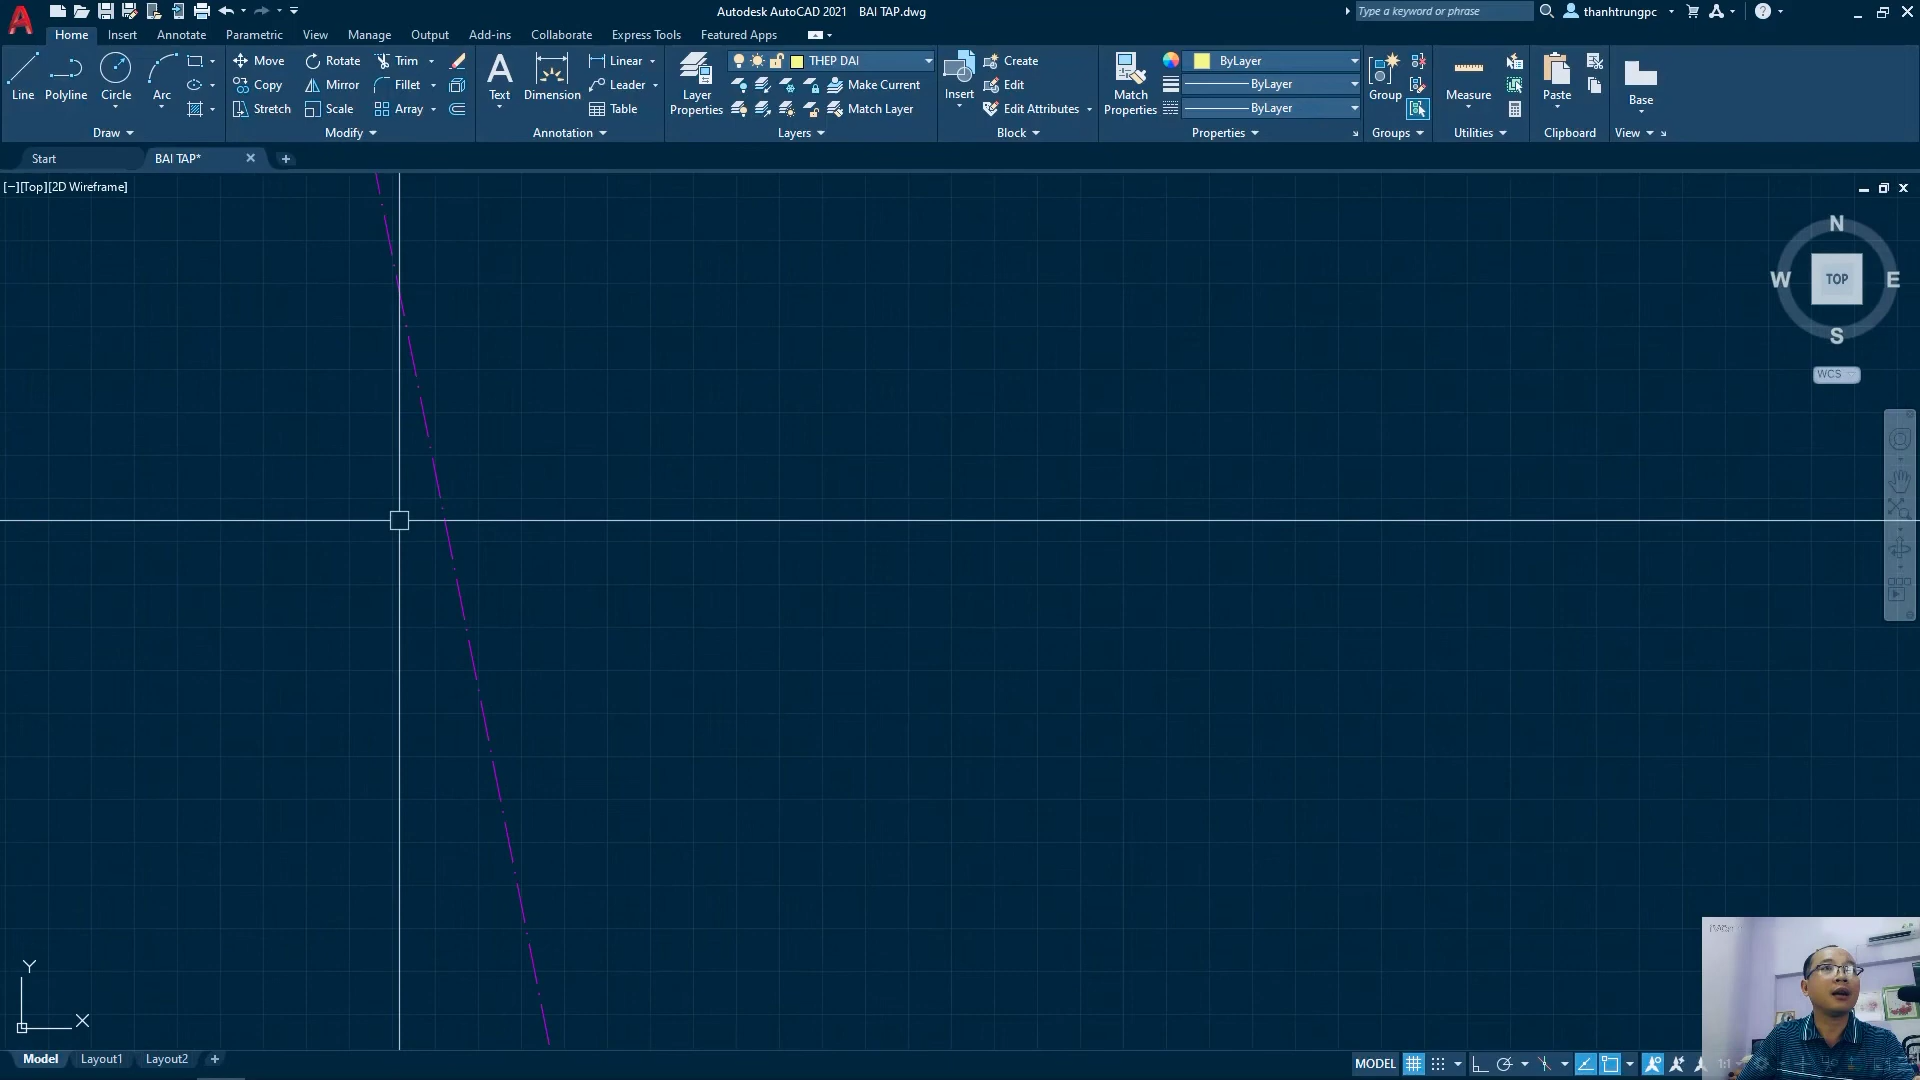 Autodesk AutoCAD 2021 BAI TAP.dwg
Type a keyword or phrase
thanhtrungpc
Home Insert Annotate Parametric View Manage Output Add-ins Collaborate Express Tools Featured Apps
Line Polyline Circle Arc
Draw
Move Rotate Trim
Copy Mirror Fillet
Stretch Scale Array
Modify
Text Dimension
Linear
Leader
Table
Annotation
Layer Properties
THEP DAI
Make Current
Match Layer
Layers
Insert
Create
Edit
Edit Attributes
Block
Match Properties
ByLayer
ByLayer
ByLayer
Properties
Group
Groups
Measure
Utilities
Paste
Clipboard
Base
View
Start BAI TAP*
[−][Top][2D Wireframe]
N
W TOP E
S
WCS
Y
X
Model Layout1 Layout2
MODEL
1:1